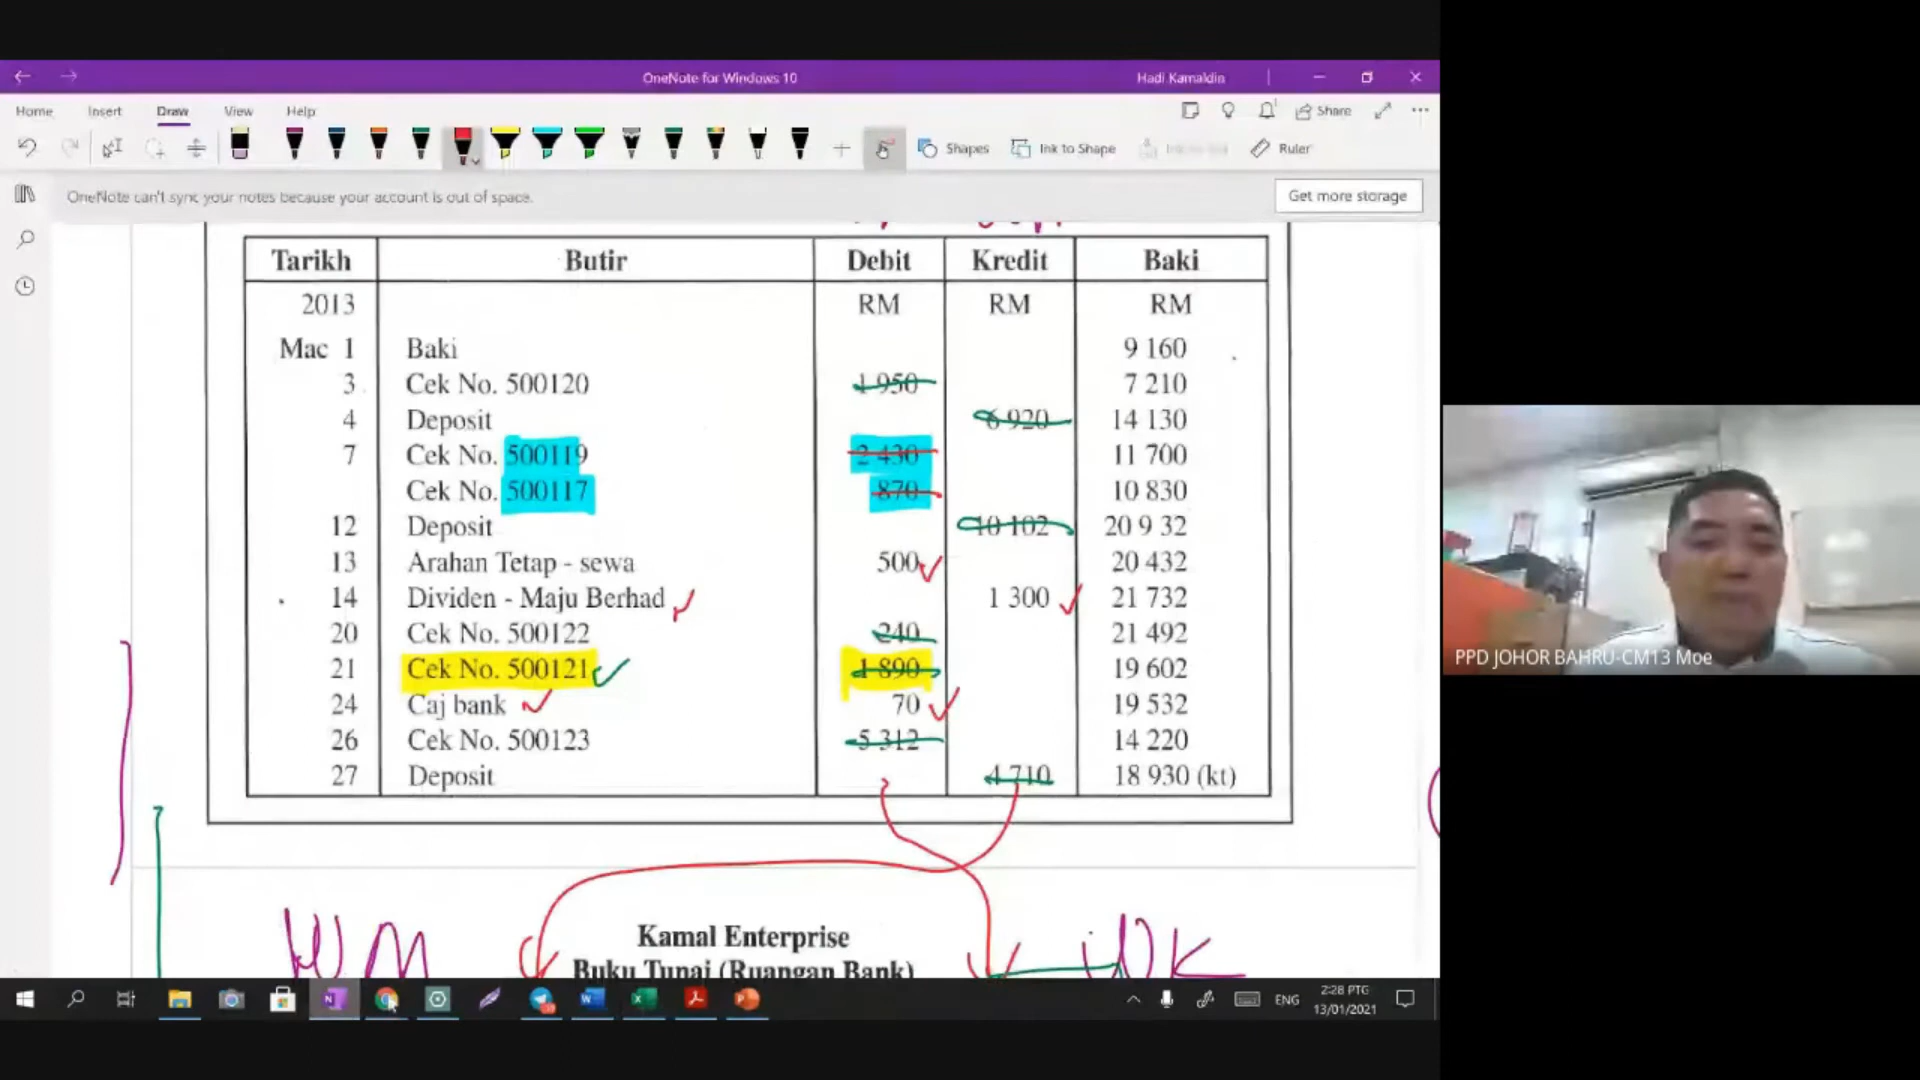 OneNote for Windows 10
Hadi Kamaldin
Home Insert Draw View Help
Share
Shapes Ink to Shape Ruler
OneNote can't sync your notes because your account is out of space.
Get more storage
Tarikh Butir Debit Kredit Baki
2013 RM RM RM
Mac 1 Baki 9 160
3 Cek No. 500120 1 950 7 210
4 Deposit 6 920 14 130
7 Cek No. 500119 2 430 11 700
Cek No. 500117 870 10 830
12 Deposit 10 102 20 9 32
13 Arahan Tetap - sewa 500 20 432
14 Dividen - Maju Berhad 1 300 21 732
20 Cek No. 500122 240 21 492
21 Cek No. 500121 1 890 19 602
24 Caj bank 70 19 532
26 Cek No. 500123 5 312 14 220
27 Deposit 4 710 18 930 (kt)
Kamal Enterprise
Buku Tunai (Ruangan Bank)
PPD JOHOR BAHRU-CM13 Moe
ENG
2:28 PTG
13/01/2021